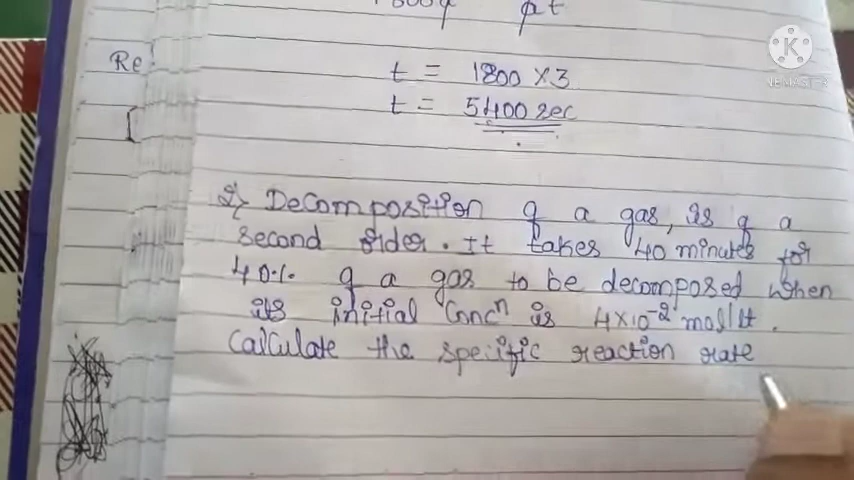 Re!
t = 1800 × 3
t = 5400 sec
2) Decomposition of a gas, is of a
second order. It takes 40 minutes for
40% of a gas to be decomposed when
its initial Concⁿ is 4×10⁻² mol/lt.
Calculate the specific reaction rate
K